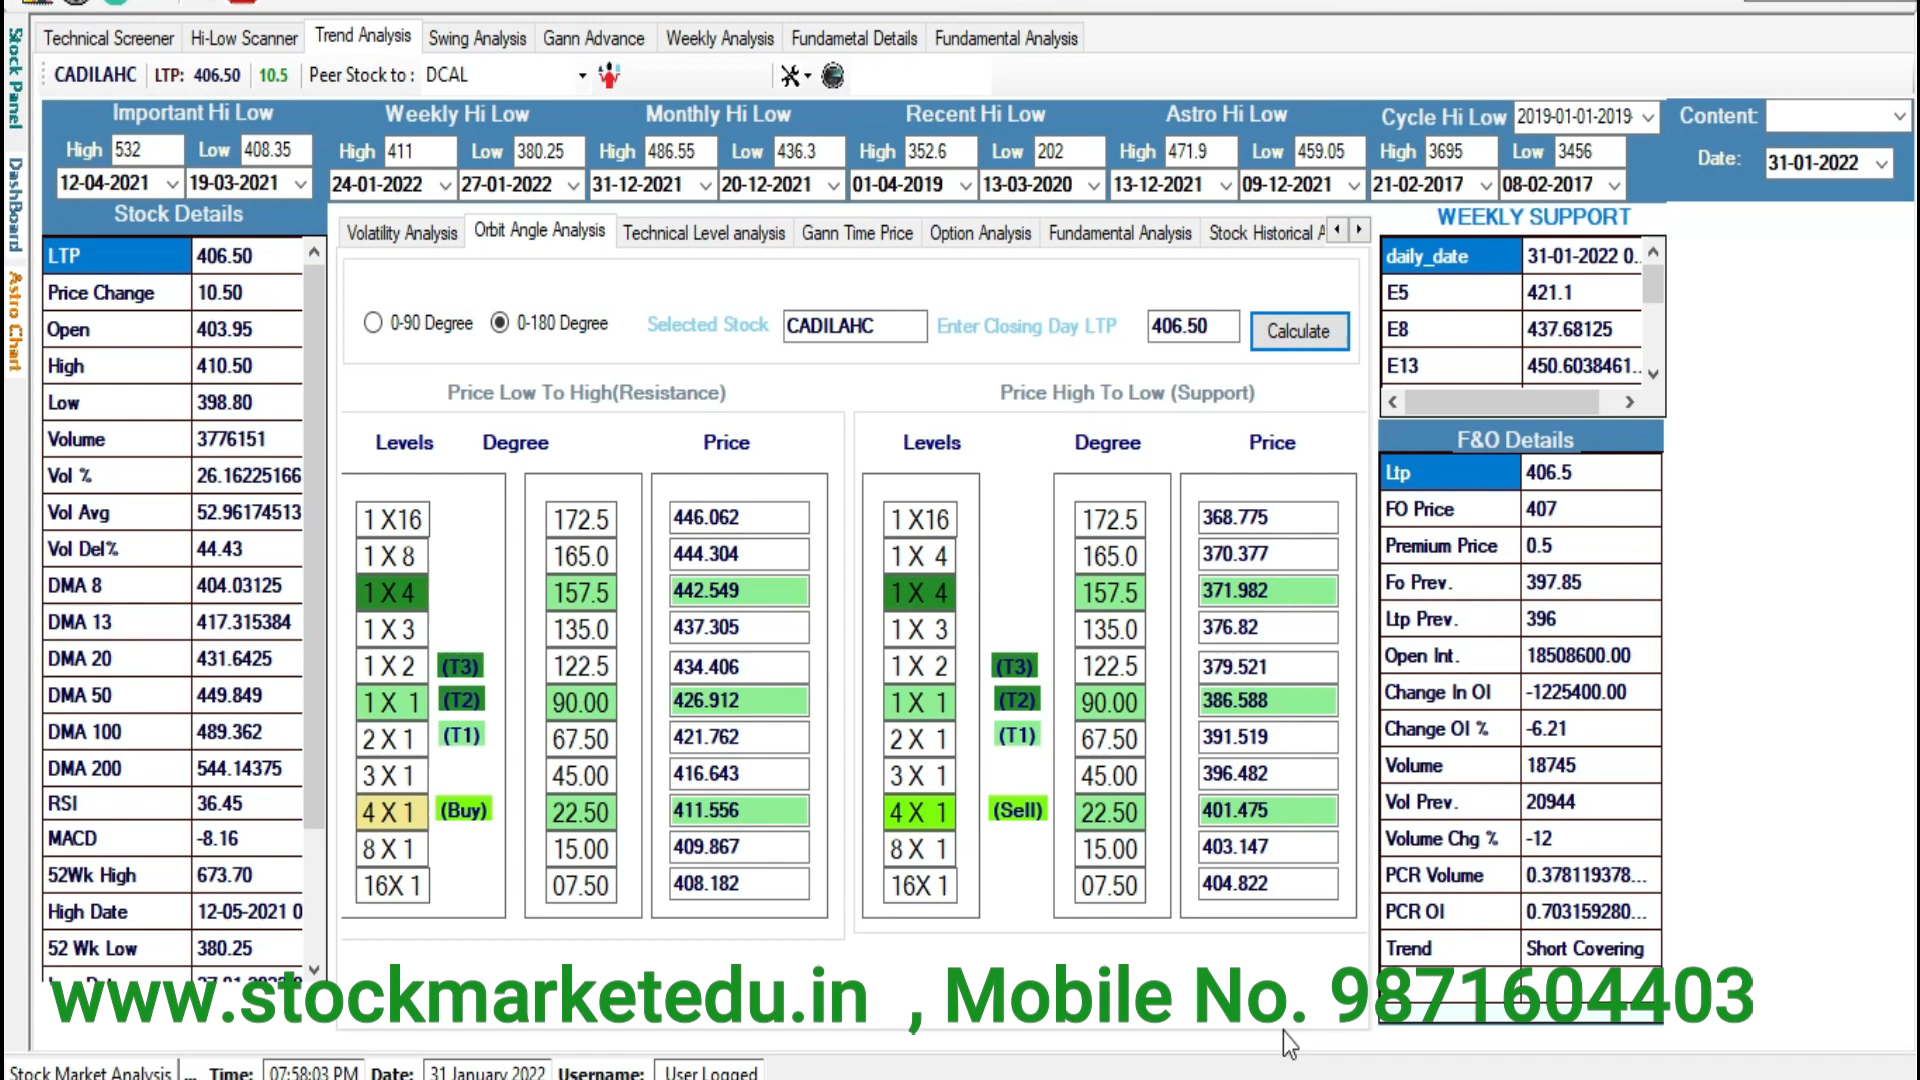 Technical Screener Hi-Low Scanner Trend Analysis Swing Analysis Gann Advance Weekly Analysis Fundametal Details Fundamental Analysis
Stock Panel
DashBoard
Astro Chart
CADILAHC LTP: 406.50 10.5 Peer Stock to : DCAL
Important Hi Low Weekly Hi Low Monthly Hi Low Recent Hi Low Astro Hi Low Cycle Hi Low 2019-01-01-2019- Content:
High 532 Low 408.35 High 411 Low 380.25 High 486.55 Low 436.3 High 352.6 Low 202 High 471.9 Low 459.05 High 3695 Low 3456
Date: 31-01-2022
12-04-2021 19-03-2021 24-01-2022 27-01-2022 31-12-2021 20-12-2021 01-04-2019 13-03-2020 13-12-2021 09-12-2021 21-02-2017 08-02-2017
Stock Details
LTP 406.50
Price Change 10.50
Open 403.95
High 410.50
Low 398.80
Volume 3776151
Vol % 26.16225166
Vol Avg 52.96174513
Vol Del% 44.43
DMA 8 404.03125
DMA 13 417.315384
DMA 20 431.6425
DMA 50 449.849
DMA 100 489.362
DMA 200 544.14375
RSI 36.45
MACD -8.16
52Wk High 673.70
High Date 12-05-2021 0
52 Wk Low 380.25
Volatility Analysis Orbit Angle Analysis Technical Level analysis Gann Time Price Option Analysis Fundamental Analysis Stock Historical A
0-90 Degree 0-180 Degree Selected Stock CADILAHC Enter Closing Day LTP 406.50 Calculate
Price Low To High(Resistance)
Levels Degree Price
1 X16 172.5 446.062
1 X 8 165.0 444.304
1 X 4 157.5 442.549
1 X 3 135.0 437.305
1 X 2 (T3) 122.5 434.406
1 X 1 (T2) 90.00 426.912
2 X 1 (T1) 67.50 421.762
3 X 1 45.00 416.643
4 X 1 (Buy) 22.50 411.556
8 X 1 15.00 409.867
16X 1 07.50 408.182
Price High To Low (Support)
Levels Degree Price
1 X16 172.5 368.775
1 X 4 165.0 370.377
1 X 4 157.5 371.982
1 X 3 135.0 376.82
1 X 2 (T3) 122.5 379.521
1 X 1 (T2) 90.00 386.588
2 X 1 (T1) 67.50 391.519
3 X 1 45.00 396.482
4 X 1 (Sell) 22.50 401.475
8 X 1 15.00 403.147
16X 1 07.50 404.822
WEEKLY SUPPORT
daily_date 31-01-2022 0..
E5 421.1
E8 437.68125
E13 450.6038461..
F&O Details
Ltp 406.5
FO Price 407
Premium Price 0.5
Fo Prev. 397.85
Ltp Prev. 396
Open Int. 18508600.00
Change In OI -1225400.00
Change OI % -6.21
Volume 18745
Vol Prev. 20944
Volume Chg % -12
PCR Volume 0.378119378...
PCR OI 0.703159280...
Trend Short Covering
www.stockmarketedu.in , Mobile No. 9871604403
Stock Market Analysis ... Time: 07:58:03 PM Date: 31 January 2022 Username: User Logged